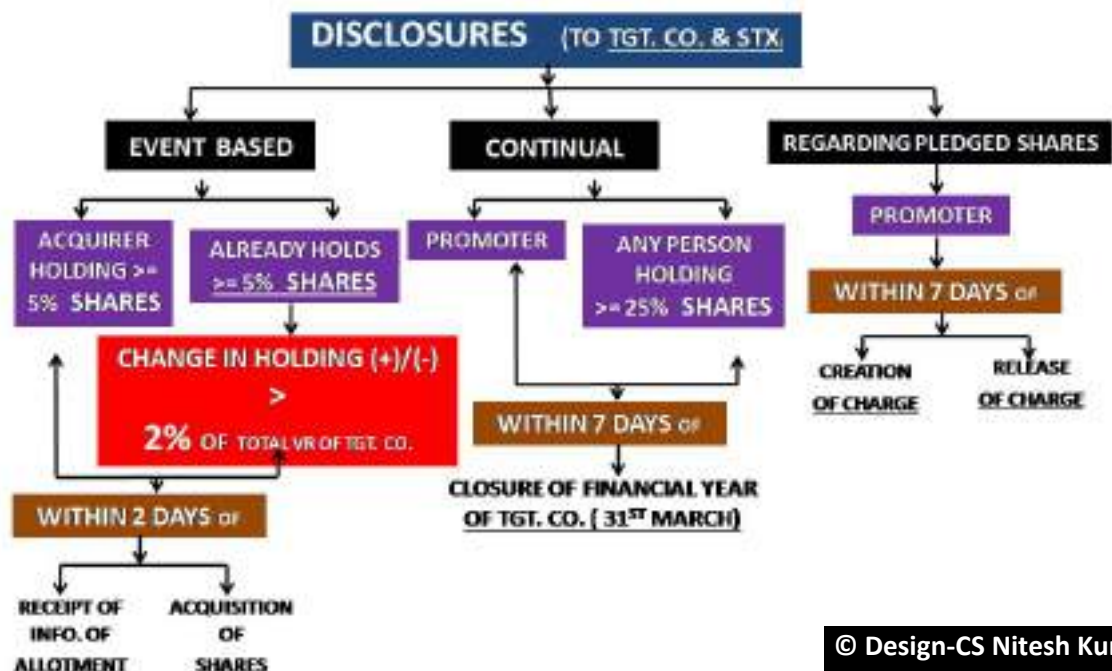 DISCLOSURES (TO TGT. CO. & STX.
EVENT BASED
CONTINUAL
REGARDING PLEDGED SHARES
ACQUIRER
HOLDING >=
5% SHARES
ALREADY HOLDS
>= 5% SHARES
PROMOTER
ANY PERSON
HOLDING
>= 25% SHARES
PROMOTER
CHANGE IN HOLDING (+)/(-)
>
2% OF TOTAL VR OF TGT. CO.
WITHIN 7 DAYS OF
CREATION
OF CHARGE
RELEASE
OF CHARGE
WITHIN 7 DAYS OF
CLOSURE OF FINANCIAL YEAR
OF TGT. CO. ( 31ST MARCH)
WITHIN 2 DAYS OF
RECEIPT OF
INFO. OF
ALLOTMENT
ACQUISITION
OF
SHARES
© Design-CS Nitesh Kur